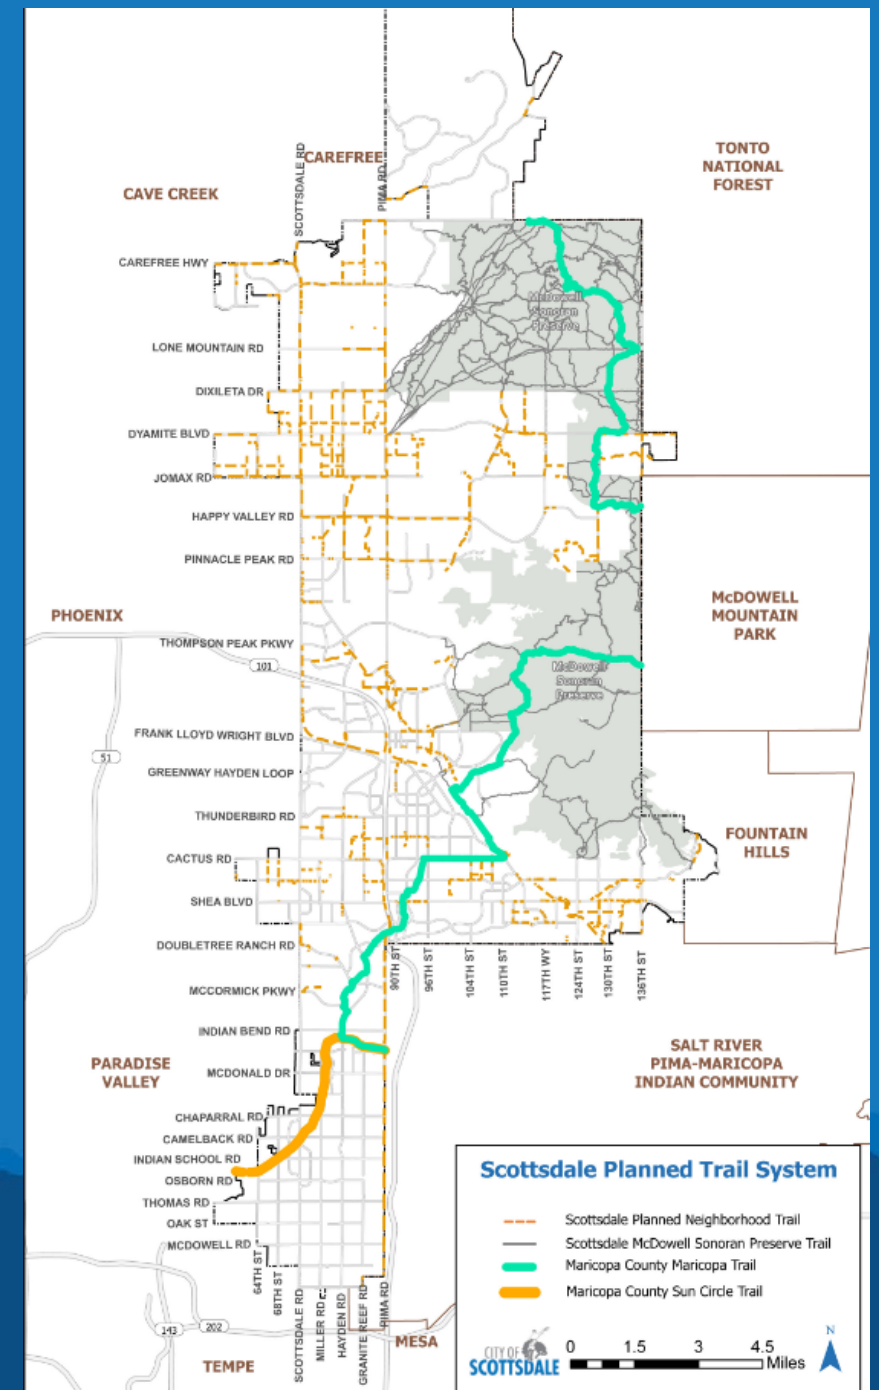 TONTO
NATIONAL
FOREST
CAREFREE
CAVE CREEK
SCOTTSDALE RD
PIMA RD
CAREFREE HWY
McDowell
Sonoran
Preserve
LONE MOUNTAIN RD
DIXILETA DR
DYAMITE BLVD
JOMAX RD
HAPPY VALLEY RD
PINNACLE PEAK RD
McDOWELL
MOUNTAIN
PARK
PHOENIX
THOMPSON PEAK PKWY
101
McDowell
Sonoran
Preserve
FRANK LLOYD WRIGHT BLVD
51
GREENWAY HAYDEN LOOP
THUNDERBIRD RD
FOUNTAIN
HILLS
CACTUS RD
SHEA BLVD
DOUBLETREE RANCH RD
90TH ST
96TH ST
104TH ST
110TH ST
117TH WY
124TH ST
130TH ST
136TH ST
MCCORMICK PKWY
INDIAN BEND RD
PARADISE
VALLEY
SALT RIVER
PIMA-MARICOPA
INDIAN COMMUNITY
MCDONALD DR
CHAPARRAL RD
CAMELBACK RD
INDIAN SCHOOL RD
OSBORN RD
THOMAS RD
OAK ST
MCDOWELL RD
64TH ST
68TH ST
SCOTTSDALE RD
MILLER RD
HAYDEN RD
GRANITE REEF RD
PIMA RD
143
202
MESA
TEMPE
Scottsdale Planned Trail System
Scottsdale Planned Neighborhood Trail
Scottsdale McDowell Sonoran Preserve Trail
Maricopa County Maricopa Trail
Maricopa County Sun Circle Trail
CITY OF
SCOTTSDALE
0 1.5 3 4.5
Miles
N